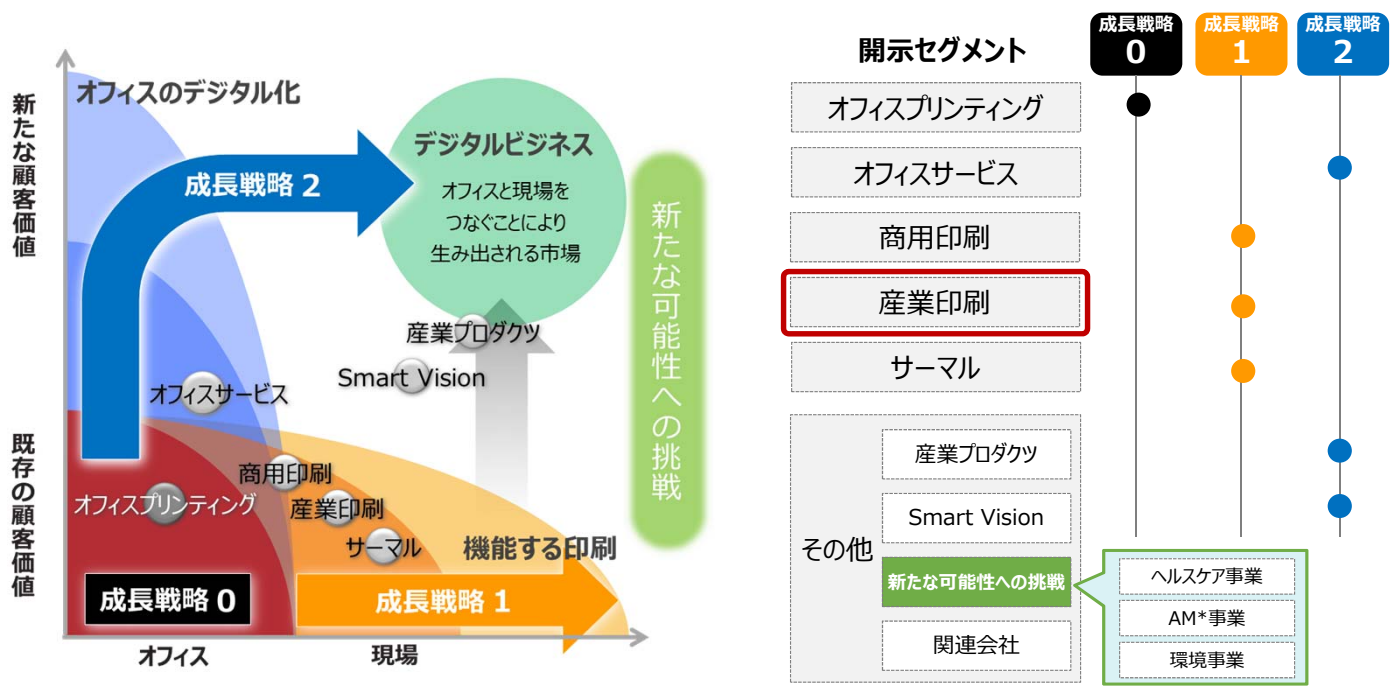 新たな顧客価値
既存の顧客価値
オフィスのデジタル化
成長戦略 2
デジタルビジネス
オフィスと現場を
つなぐことにより
生み出される市場
新たな可能性への挑戦
産業プロダクツ
Smart Vision
オフィスサービス
商用印刷
オフィスプリンティング
産業印刷
サーマル
機能する印刷
成長戦略 0
成長戦略 1
オフィス
現場
開示セグメント
成長戦略
0
成長戦略
1
成長戦略
2
オフィスプリンティング
オフィスサービス
商用印刷
産業印刷
サーマル
その他
産業プロダクツ
Smart Vision
新たな可能性への挑戦
関連会社
ヘルスケア事業
AM*事業
環境事業